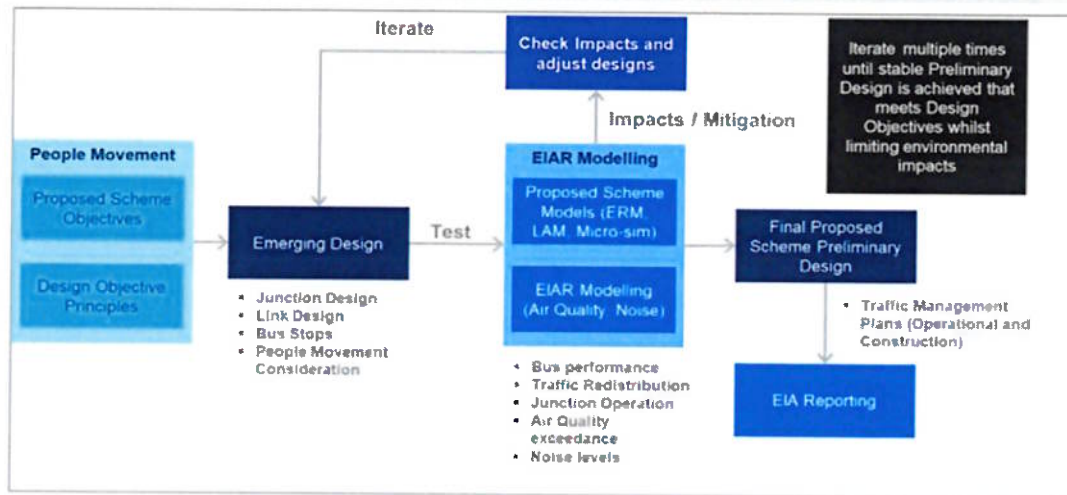 Iterate
Check Impacts and
adjust designs
Iterate multiple times
until stable Preliminary
Design is achieved that
meets Design
Objectives whilst
limiting environmental
impacts
Impacts / Mitigation
People Movement
Proposed Scheme
Objectives
Design Objective
Principles
Emerging Design
Test
EIAR Modelling
Proposed Scheme
Models (ERM,
LAM, Micro-sim)
EIAR Modelling
(Air Quality, Noise)
Final Proposed
Scheme Preliminary
Design
• Junction Design
• Link Design
• Bus Stops
• People Movement
Consideration
• Bus performance
• Traffic Redistribution
• Junction Operation
• Air Quality
exceedance
• Noise levels
• Traffic Management
Plans (Operational and
Construction)
EIA Reporting